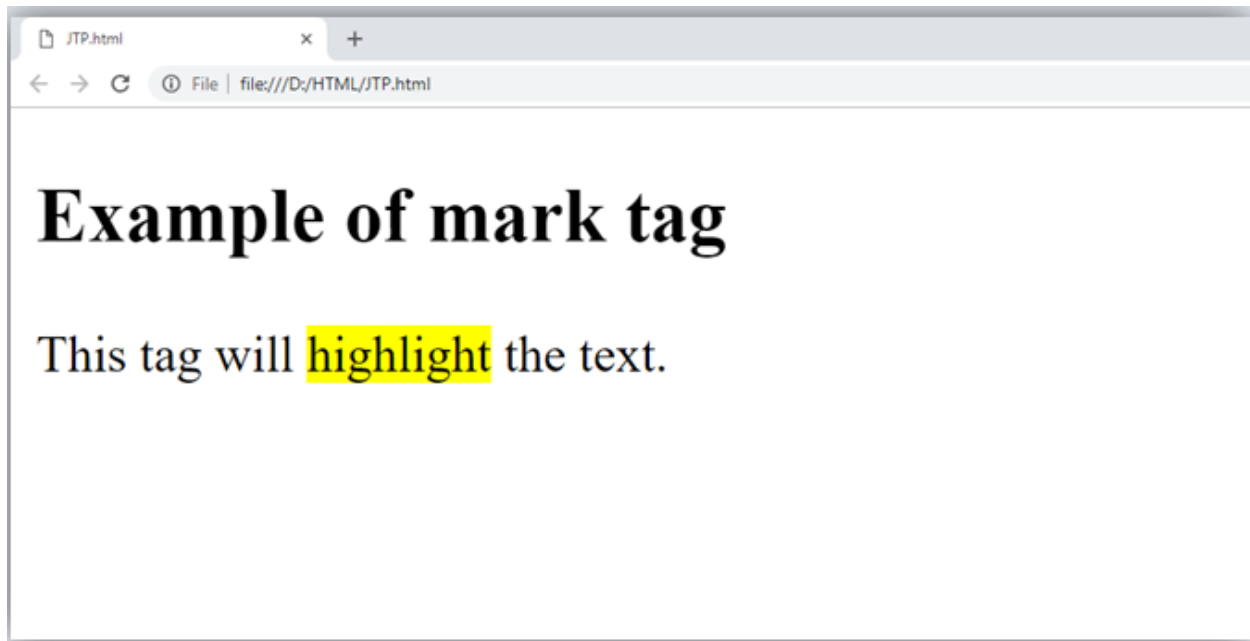 JTP.html
File | file:///D:/HTML/JTP.html
Example of mark tag
This tag will highlight the text.